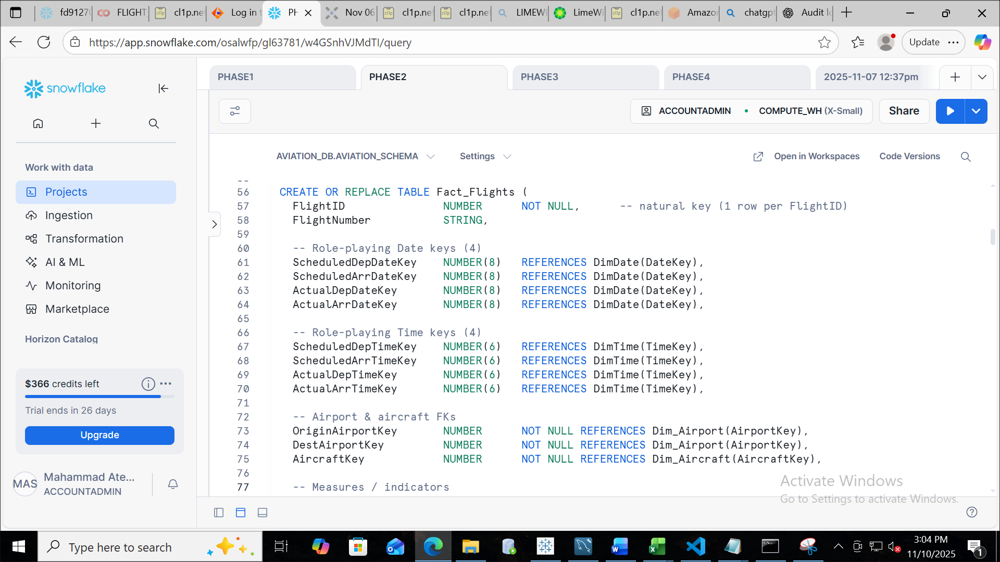 fd9127
FLIGHT_
cl1p.net
Log in t
PH
Nov 06
cl1p.ne
cl1p.net
LIMEWI
LimeWi
cl1p.net
Amazon
chatgpt
Audit lo
https://app.snowflake.com/osalwfp/gl63781/w4GSnhVJMdTI/query
Update
snowflake
PHASE1
PHASE2
PHASE3
PHASE4
2025-11-07 12:37pm
ACCOUNTADMIN
COMPUTE_WH (X-Small)
Share
Work with data
Projects
Ingestion
Transformation
AI & ML
Monitoring
Marketplace
Horizon Catalog
$366 credits left
Trial ends in 26 days
Upgrade
MAS
Mahammad Ate...
ACCOUNTADMIN
AVIATION_DB.AVIATION_SCHEMA
Settings
Open in Workspaces
Code Versions
56 CREATE OR REPLACE TABLE Fact_Flights (
57 FlightID NUMBER NOT NULL, -- natural key (1 row per FlightID)
58 FlightNumber STRING,
59
60 -- Role-playing Date keys (4)
61 ScheduledDepDateKey NUMBER(8) REFERENCES DimDate(DateKey),
62 ScheduledArrDateKey NUMBER(8) REFERENCES DimDate(DateKey),
63 ActualDepDateKey NUMBER(8) REFERENCES DimDate(DateKey),
64 ActualArrDateKey NUMBER(8) REFERENCES DimDate(DateKey),
65
66 -- Role-playing Time keys (4)
67 ScheduledDepTimeKey NUMBER(6) REFERENCES DimTime(TimeKey),
68 ScheduledArrTimeKey NUMBER(6) REFERENCES DimTime(TimeKey),
69 ActualDepTimeKey NUMBER(6) REFERENCES DimTime(TimeKey),
70 ActualArrTimeKey NUMBER(6) REFERENCES DimTime(TimeKey),
71
72 -- Airport & aircraft FKs
73 OriginAirportKey NUMBER NOT NULL REFERENCES Dim_Airport(AirportKey),
74 DestAirportKey NUMBER NOT NULL REFERENCES Dim_Airport(AirportKey),
75 AircraftKey NUMBER NOT NULL REFERENCES Dim_Aircraft(AircraftKey),
76
77 -- Measures / indicators
Activate Windows
Go to Settings to activate Windows.
Type here to search
3:04 PM
11/10/2025
1